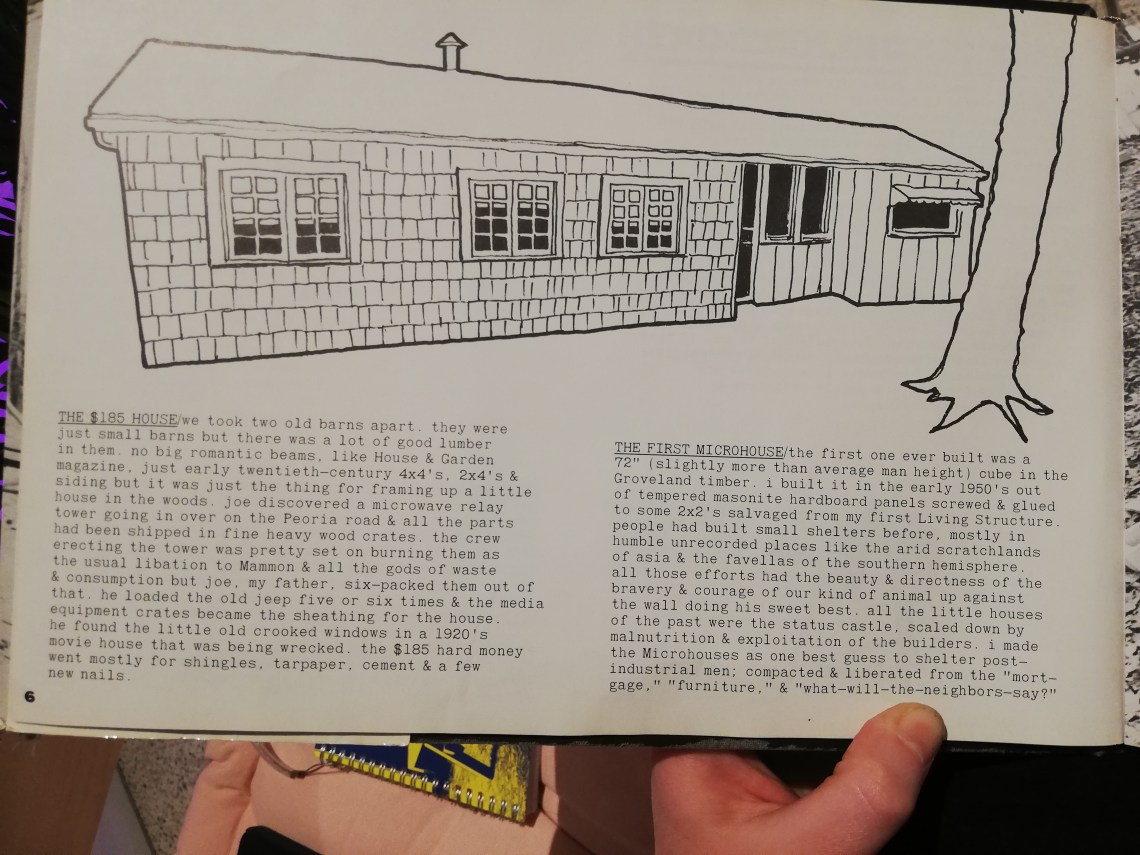 THE $185 HOUSE/we took two old barns apart. they were
just small barns but there was a lot of good lumber
in them. no big romantic beams, like House & Garden
magazine, just early twentieth-century 4x4's, 2x4's &
siding but it was just the thing for framing up a little
house in the woods. joe discovered a microwave relay
tower going in over on the Peoria road & all the parts
had been shipped in fine heavy wood crates. the crew
erecting the tower was pretty set on burning them as
the usual libation to Mammon & all the gods of waste
& consumption but joe, my father, six-packed them out of
that. he loaded the old jeep five or six times & the media
equipment crates became the sheathing for the house.
he found the little old crooked windows in a 1920's
movie house that was being wrecked. the $185 hard money
went mostly for shingles, tarpaper, cement & a few
new nails.
6
THE FIRST MICROHOUSE/the first one ever built was a
72" (slightly more than average man height) cube in the
Groveland timber. i built it in the early 1950's out
of tempered masonite hardboard panels screwed & glued
to some 2x2's salvaged from my first Living Structure.
people had built small shelters before, mostly in
humble unrecorded places like the arid scratchlands
of asia & the favellas of the southern hemisphere.
all those efforts had the beauty & directness of the
bravery & courage of our kind of animal up against
the wall doing his sweet best. all the little houses
of the past were the status castle, scaled down by
malnutrition & exploitation of the builders. i made
the Microhouses as one best guess to shelter post-
industrial men; compacted & liberated from the "mort-
gage," "furniture," & "what-will-the-neighbors-say?"